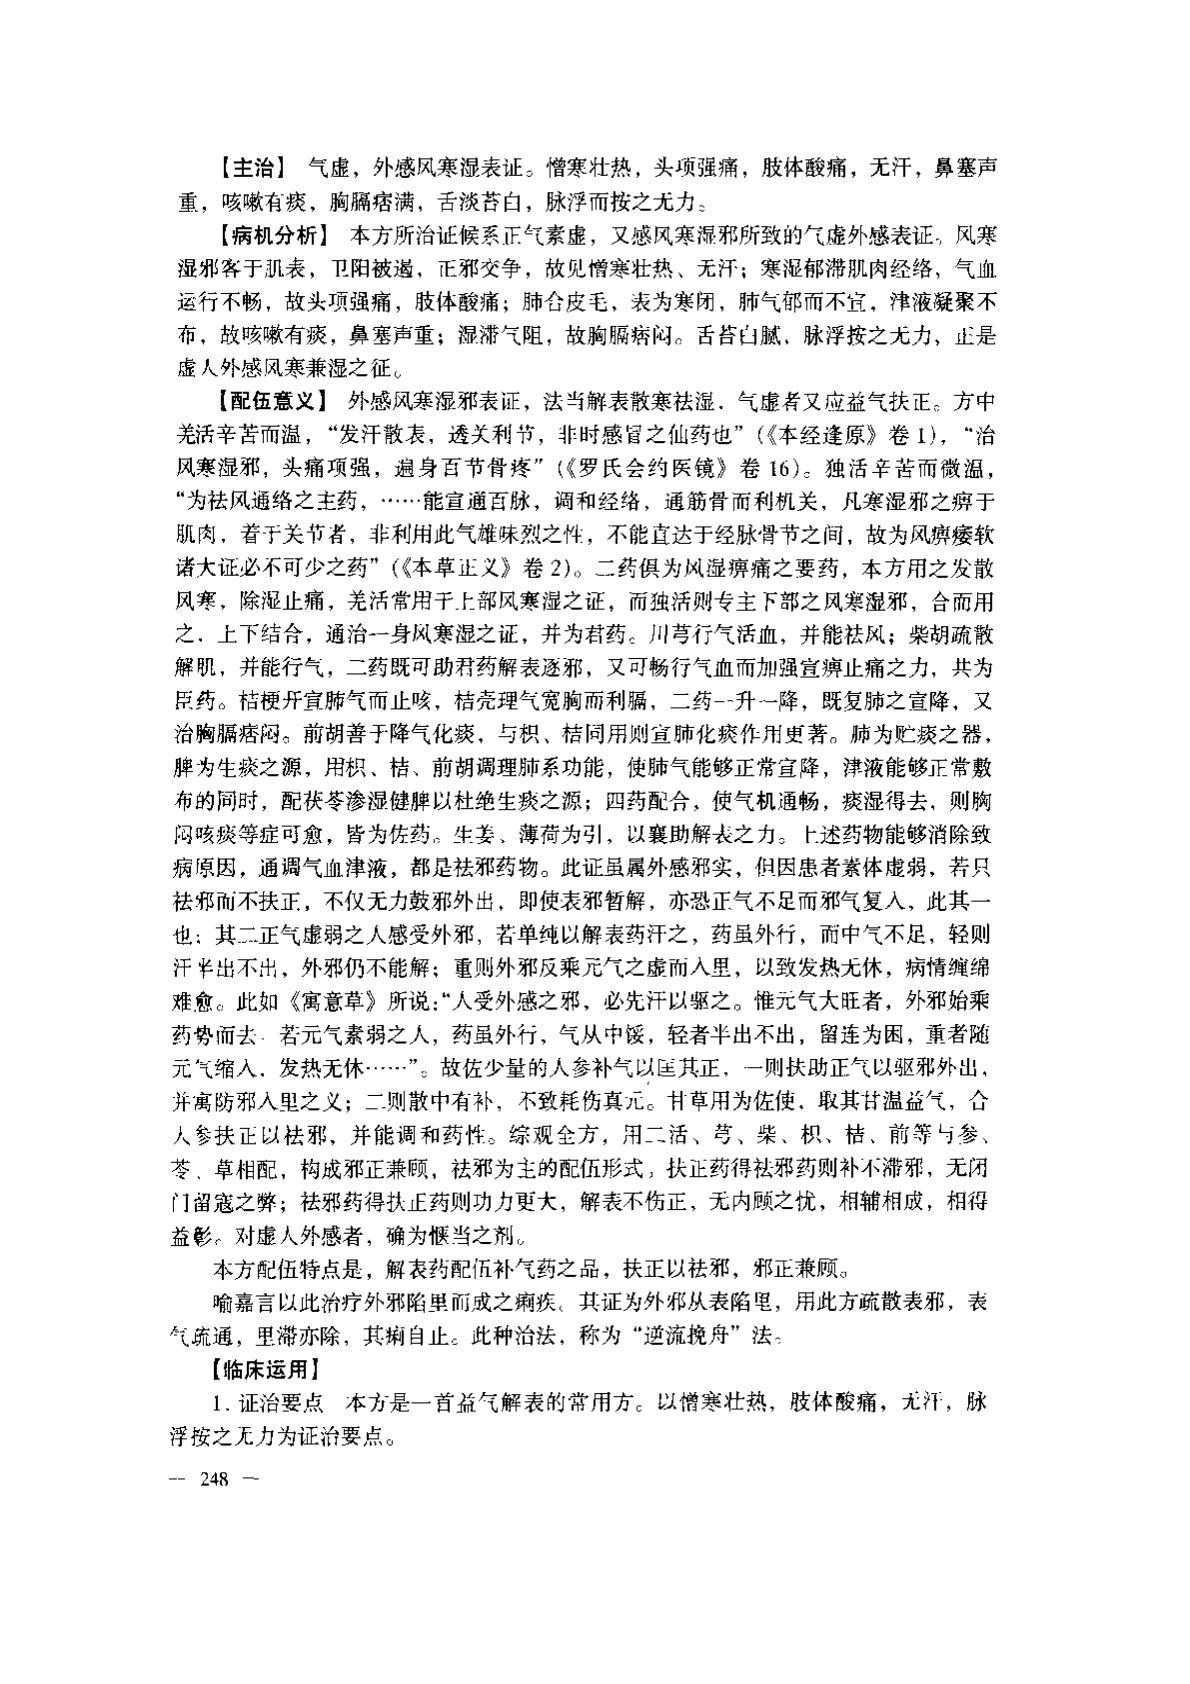 【主治】 气虚，外感风寒湿表证。憎寒壮热，头项强痛，肢体酸痛，无汗，鼻塞声
重，咳嗽有痰，胸膈痞满，舌淡苔白，脉浮而按之无力。
【病机分析】 本方所治证候系正气素虚，又感风寒湿邪所致的气虚外感表证。风寒
湿邪客于肌表，卫阳被遏，正邪交争，故见憎寒壮热、无汗；寒湿郁滞肌肉经络，气血
运行不畅，故头项强痛，肢体酸痛；肺合皮毛，表为寒闭，肺气郁而不宣，津液凝聚不
布，故咳嗽有痰，鼻塞声重；湿滞气阻，故胸膈痞闷。舌苔白腻，脉浮按之无力，正是
虚人外感风寒兼湿之征。
【配伍意义】 外感风寒湿邪表证，法当解表散寒祛湿．气虚者又应益气扶正。方中
羌活辛苦而温，“发汗散表，透关利节，非时感冒之仙药也”（《本经逢原》卷 1），“治
风寒湿邪，头痛项强，遍身百节骨疼”（《罗氏会约医镜》卷 16）。独活辛苦而微温，
“为祛风通络之主药，……能宣通百脉，调和经络，通筋骨而利机关，凡寒湿邪之痹于
肌肉，着于关节者，非利用此气雄味烈之性，不能直达于经脉骨节之间，故为风痹痿软
诸大证必不可少之药”（《本草正义》卷 2）。二药俱为风湿痹痛之要药，本方用之发散
风寒，除湿止痛，羌活常用于上部风寒湿之证，而独活则专主下部之风寒湿邪，合而用
之．上下结合，通治一身风寒湿之证，并为君药。川芎行气活血，并能祛风；柴胡疏散
解肌，并能行气，二药既可助君药解表逐邪，又可畅行气血而加强宣痹止痛之力，共为
臣药。桔梗开宣肺气而止咳，桔壳理气宽胸而利膈，二药一升一降，既复肺之宣降，又
治胸膈痞闷。前胡善于降气化痰，与枳、桔同用则宣肺化痰作用更著。肺为贮痰之器，
脾为生痰之源，用枳、桔、前胡调理肺系功能，使肺气能够正常宣降，津液能够正常敷
布的同时，配茯苓渗湿健脾以杜绝生痰之源；四药配合，使气机通畅，痰湿得去，则胸
闷咳痰等症可愈，皆为佐药。生姜、薄荷为引，以襄助解表之力。上述药物能够消除致
病原因，通调气血津液，都是祛邪药物。此证虽属外感邪实，但因患者素体虚弱，若只
祛邪而不扶正，不仅无力鼓邪外出，即使表邪暂解，亦恐正气不足而邪气复入，此其一
也；其二正气虚弱之人感受外邪，若单纯以解表药汗之，药虽外行，而中气不足，轻则
汗半出不出，外邪仍不能解；重则外邪反乘元气之虚而入里，以致发热无休，病情缠绵
难愈。此如《寓意草》所说：“人受外感之邪，必先汗以驱之。惟元气大旺者，外邪始乘
药势而去．若元气素弱之人，药虽外行，气从中馁，轻者半出不出，留连为困，重者随
元气缩入，发热无休……”。故佐少量的人参补气以匡其正，一则扶助正气以驱邪外出，
并寓防邪入里之义；二则散中有补，不致耗伤真元。甘草用为佐使，取其甘温益气，合
人参扶正以祛邪，并能调和药性。综观全方，用二活、芎、柴、枳、桔、前等与参、
苓、草相配，构成邪正兼顾，祛邪为主的配伍形式，扶正药得祛邪药则补不滞邪，无闭
门留寇之弊；祛邪药得扶正药则功力更大，解表不伤正，无内顾之忧，相辅相成，相得
益彰。对虚人外感者，确为惬当之剂。
本方配伍特点是，解表药配伍补气药之品，扶正以祛邪，邪正兼顾。
喻嘉言以此治疗外邪陷里而成之痢疾。其证为外邪从表陷里，用此方疏散表邪，表
气疏通，里滞亦除，其痢自止。此种治法，称为“逆流挽舟”法。
【临床运用】
1. 证治要点 本方是一首益气解表的常用方。以憎寒壮热，肢体酸痛，无汗，脉
浮按之无力为证治要点。
— 248 —